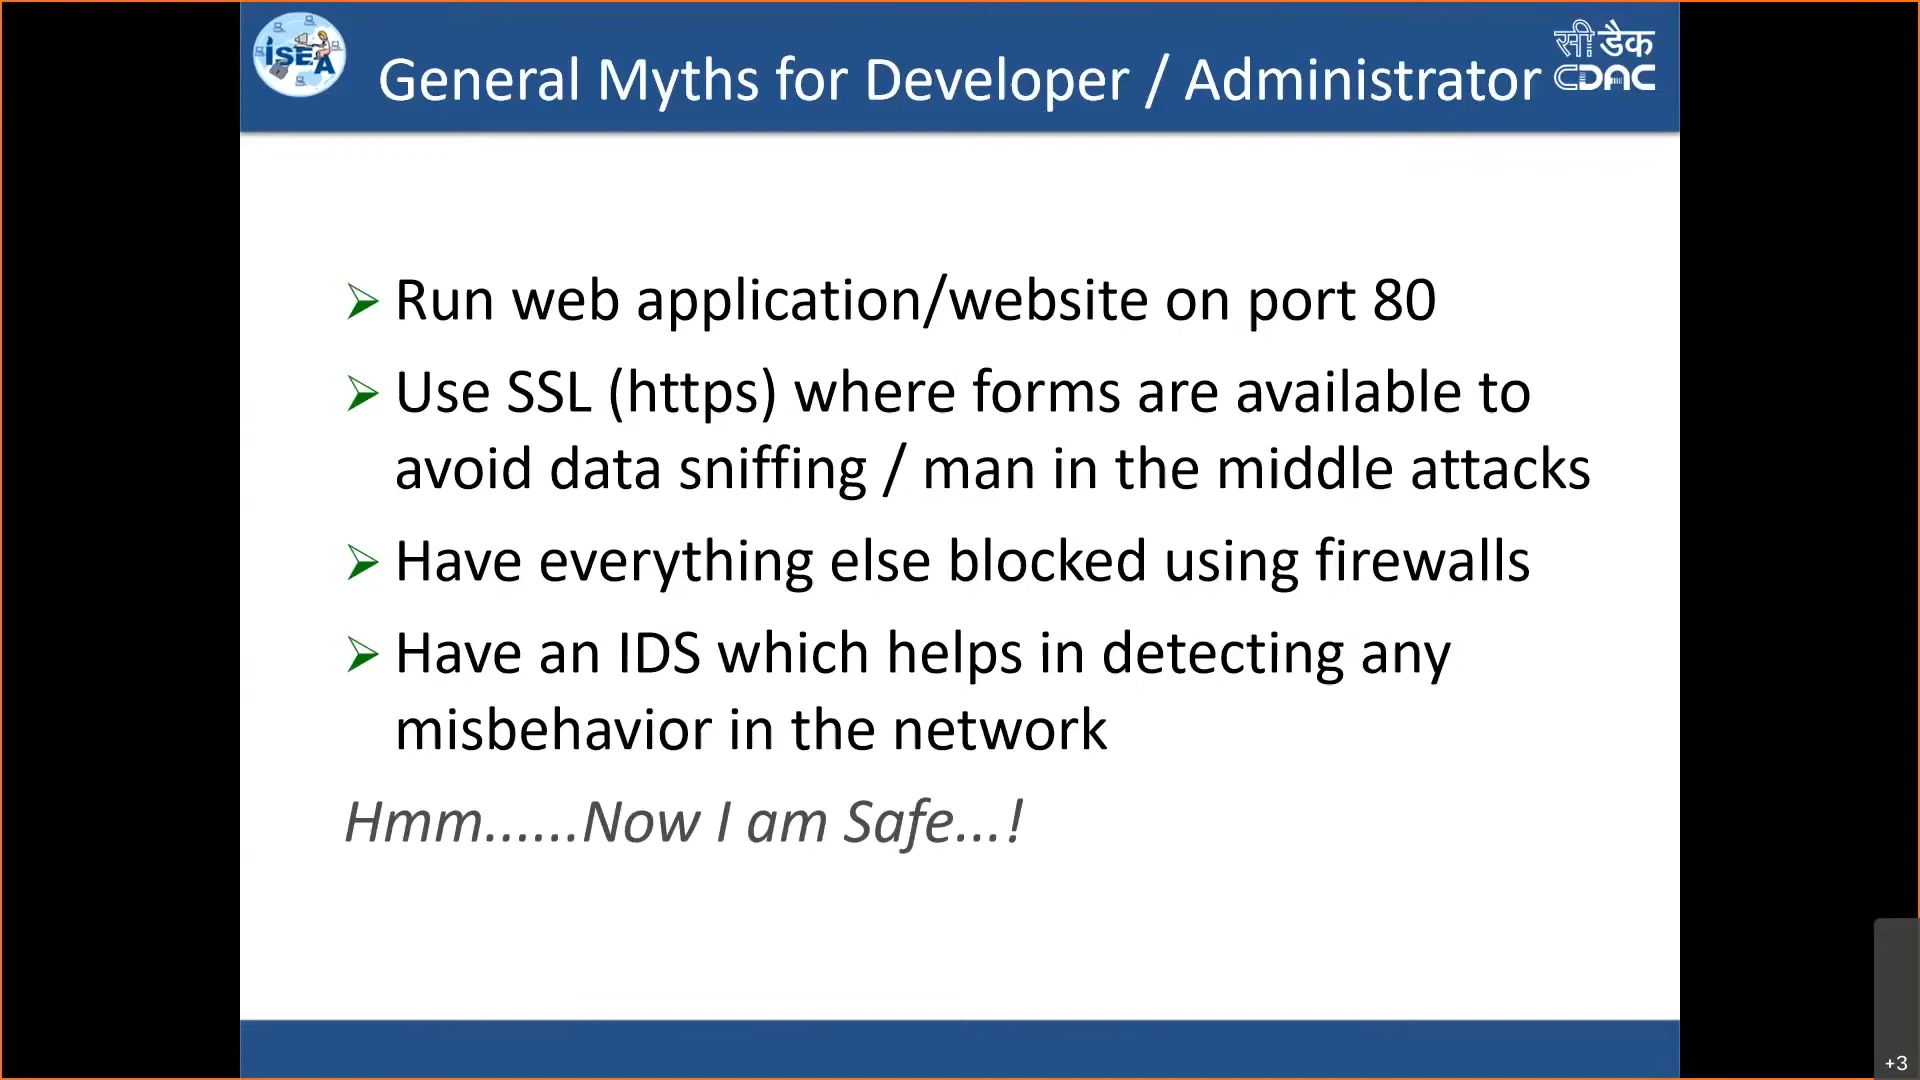 ISEA
General Myths for Developer / Administrator
सी डैक
CDAC
Run web application/website on port 80
Use SSL (https) where forms are available to
avoid data sniffing / man in the middle attacks
Have everything else blocked using firewalls
Have an IDS which helps in detecting any
misbehavior in the network
Hmm......Now I am Safe...!
+3